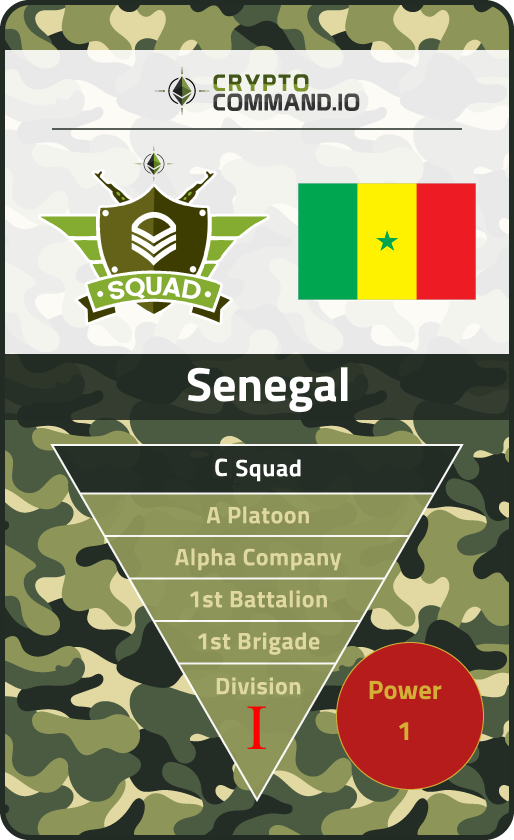 CRYPTO
COMMAND.IO
SQUAD
Senegal
C Squad
A Platoon
Alpha Company
1st Battalion
1st Brigade
Division
I
Power
1